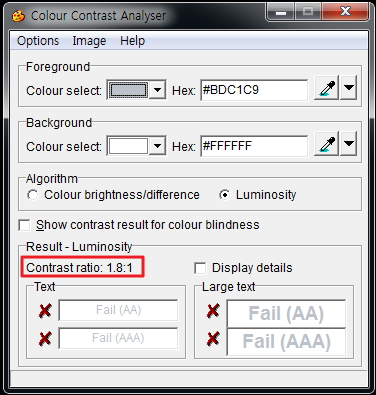 Colour Contrast Analyser
Options Image Help
Foreground
Colour select: Hex: #BDC1C9
Background
Colour select: Hex: #FFFFFF
Algorithm
Colour brightness/difference Luminosity
Show contrast result for colour blindness
Result - Luminosity
Contrast ratio: 1.8:1 Display details
Text Large text
Fail (AA) Fail (AA)
Fail (AAA) Fail (AAA)